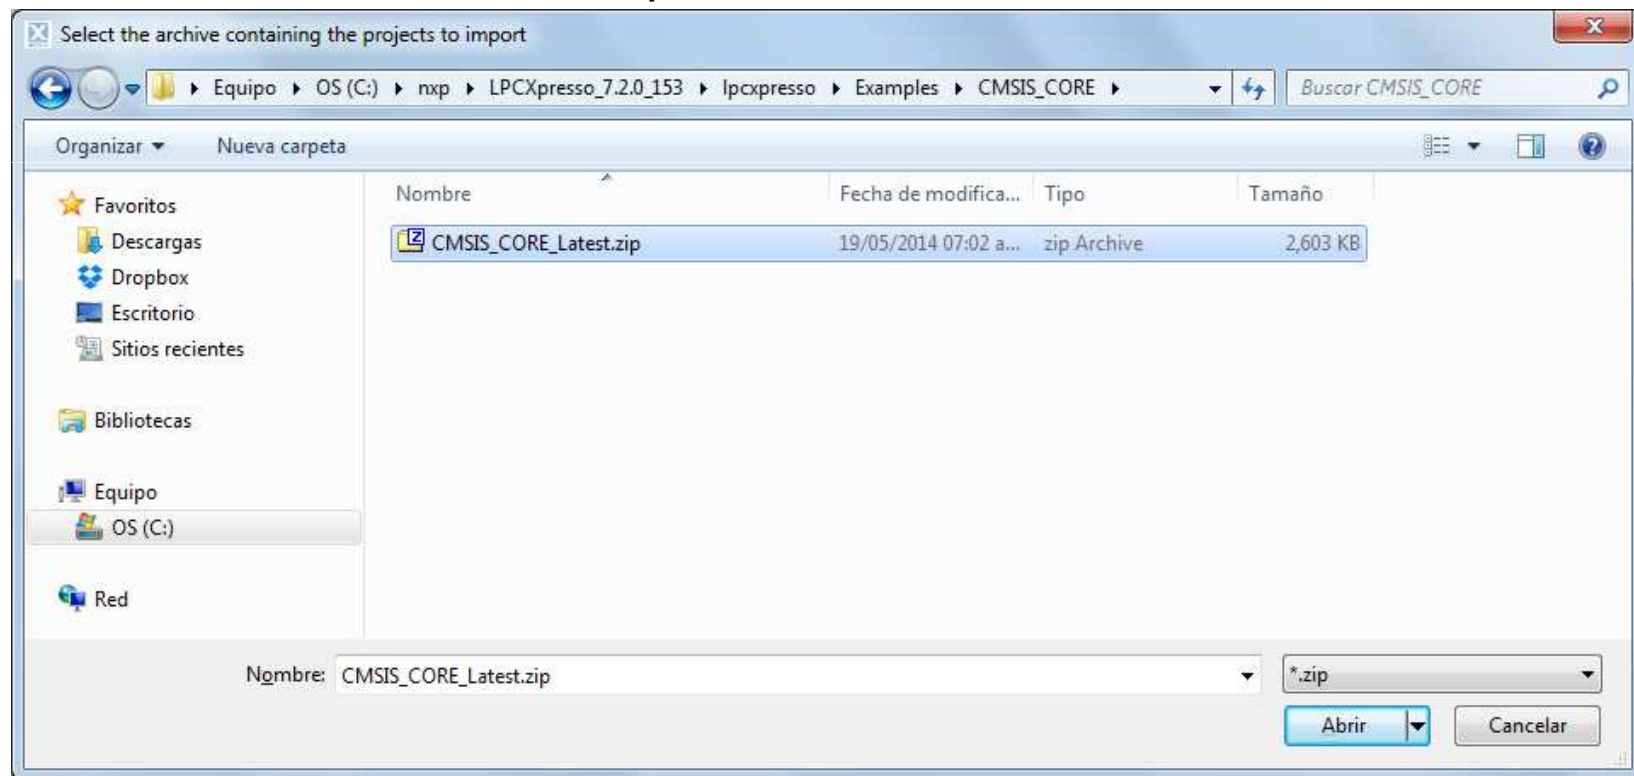 Select the archive containing the projects to import
Equipo OS (C:) nxp LPCXpresso_7.2.0_153 lpcxpresso Examples CMSIS_CORE Buscar CMSIS_CORE
Organizar Nueva carpeta
Nombre Fecha de modifica... Tipo Tamaño
CMSIS_CORE_Latest.zip 19/05/2014 07:02 a... zip Archive 2,603 KB
Favoritos
Descargas
Dropbox
Escritorio
Sitios recientes
Bibliotecas
Equipo
OS (C:)
Red
Nombre: CMSIS_CORE_Latest.zip *.zip
Abrir Cancelar